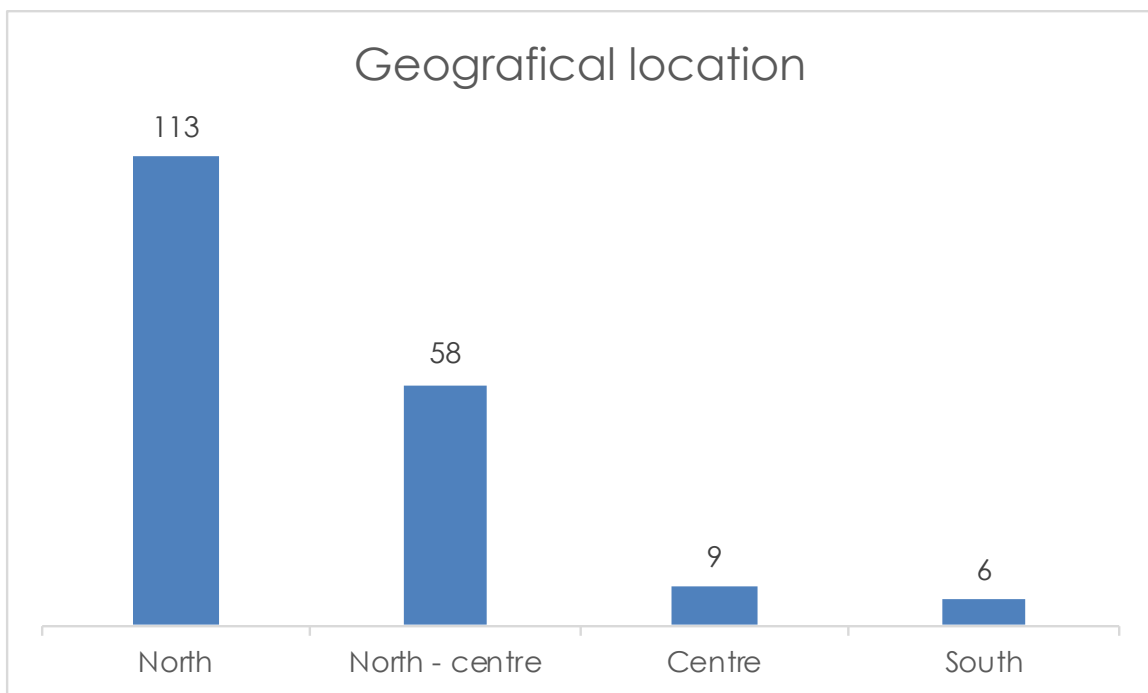 Geografical location
113
58
9
6
North
North - centre
Centre
South